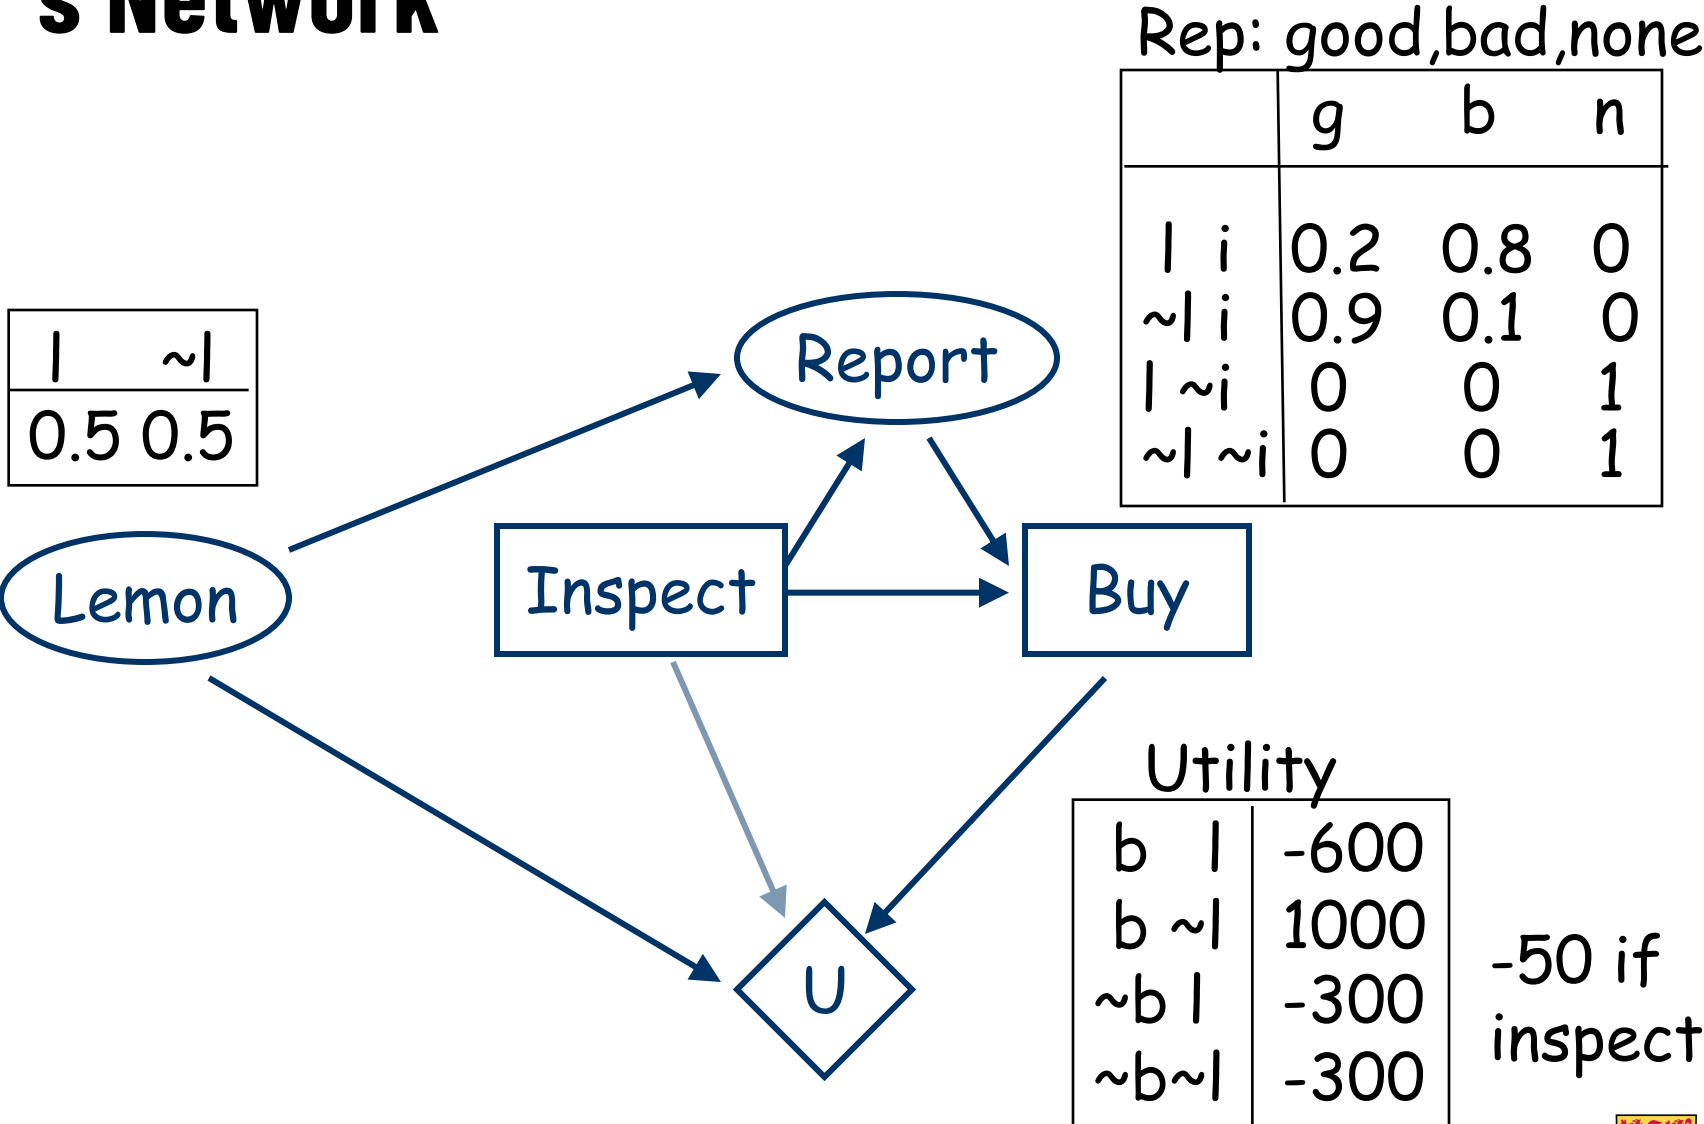 's Network
Rep: good,bad,none
g b n
l i 0.2 0.8 0
~l i 0.9 0.1 0
l ~i 0 0 1
~l ~i 0 0 1
l ~l
0.5 0.5
Report
Lemon
Inspect
Buy
U
Utility
b l -600
b ~l 1000
~b l -300
~b~l -300
-50 if
inspect